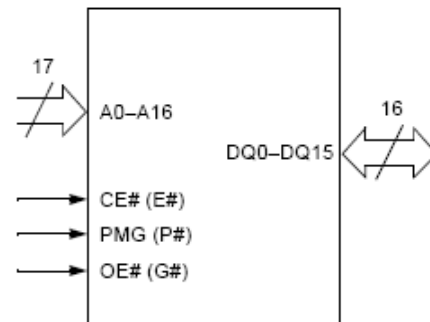 17
A0–A16
16
DQ0–DQ15
CE# (E#)
PMG (P#)
OE# (G#)